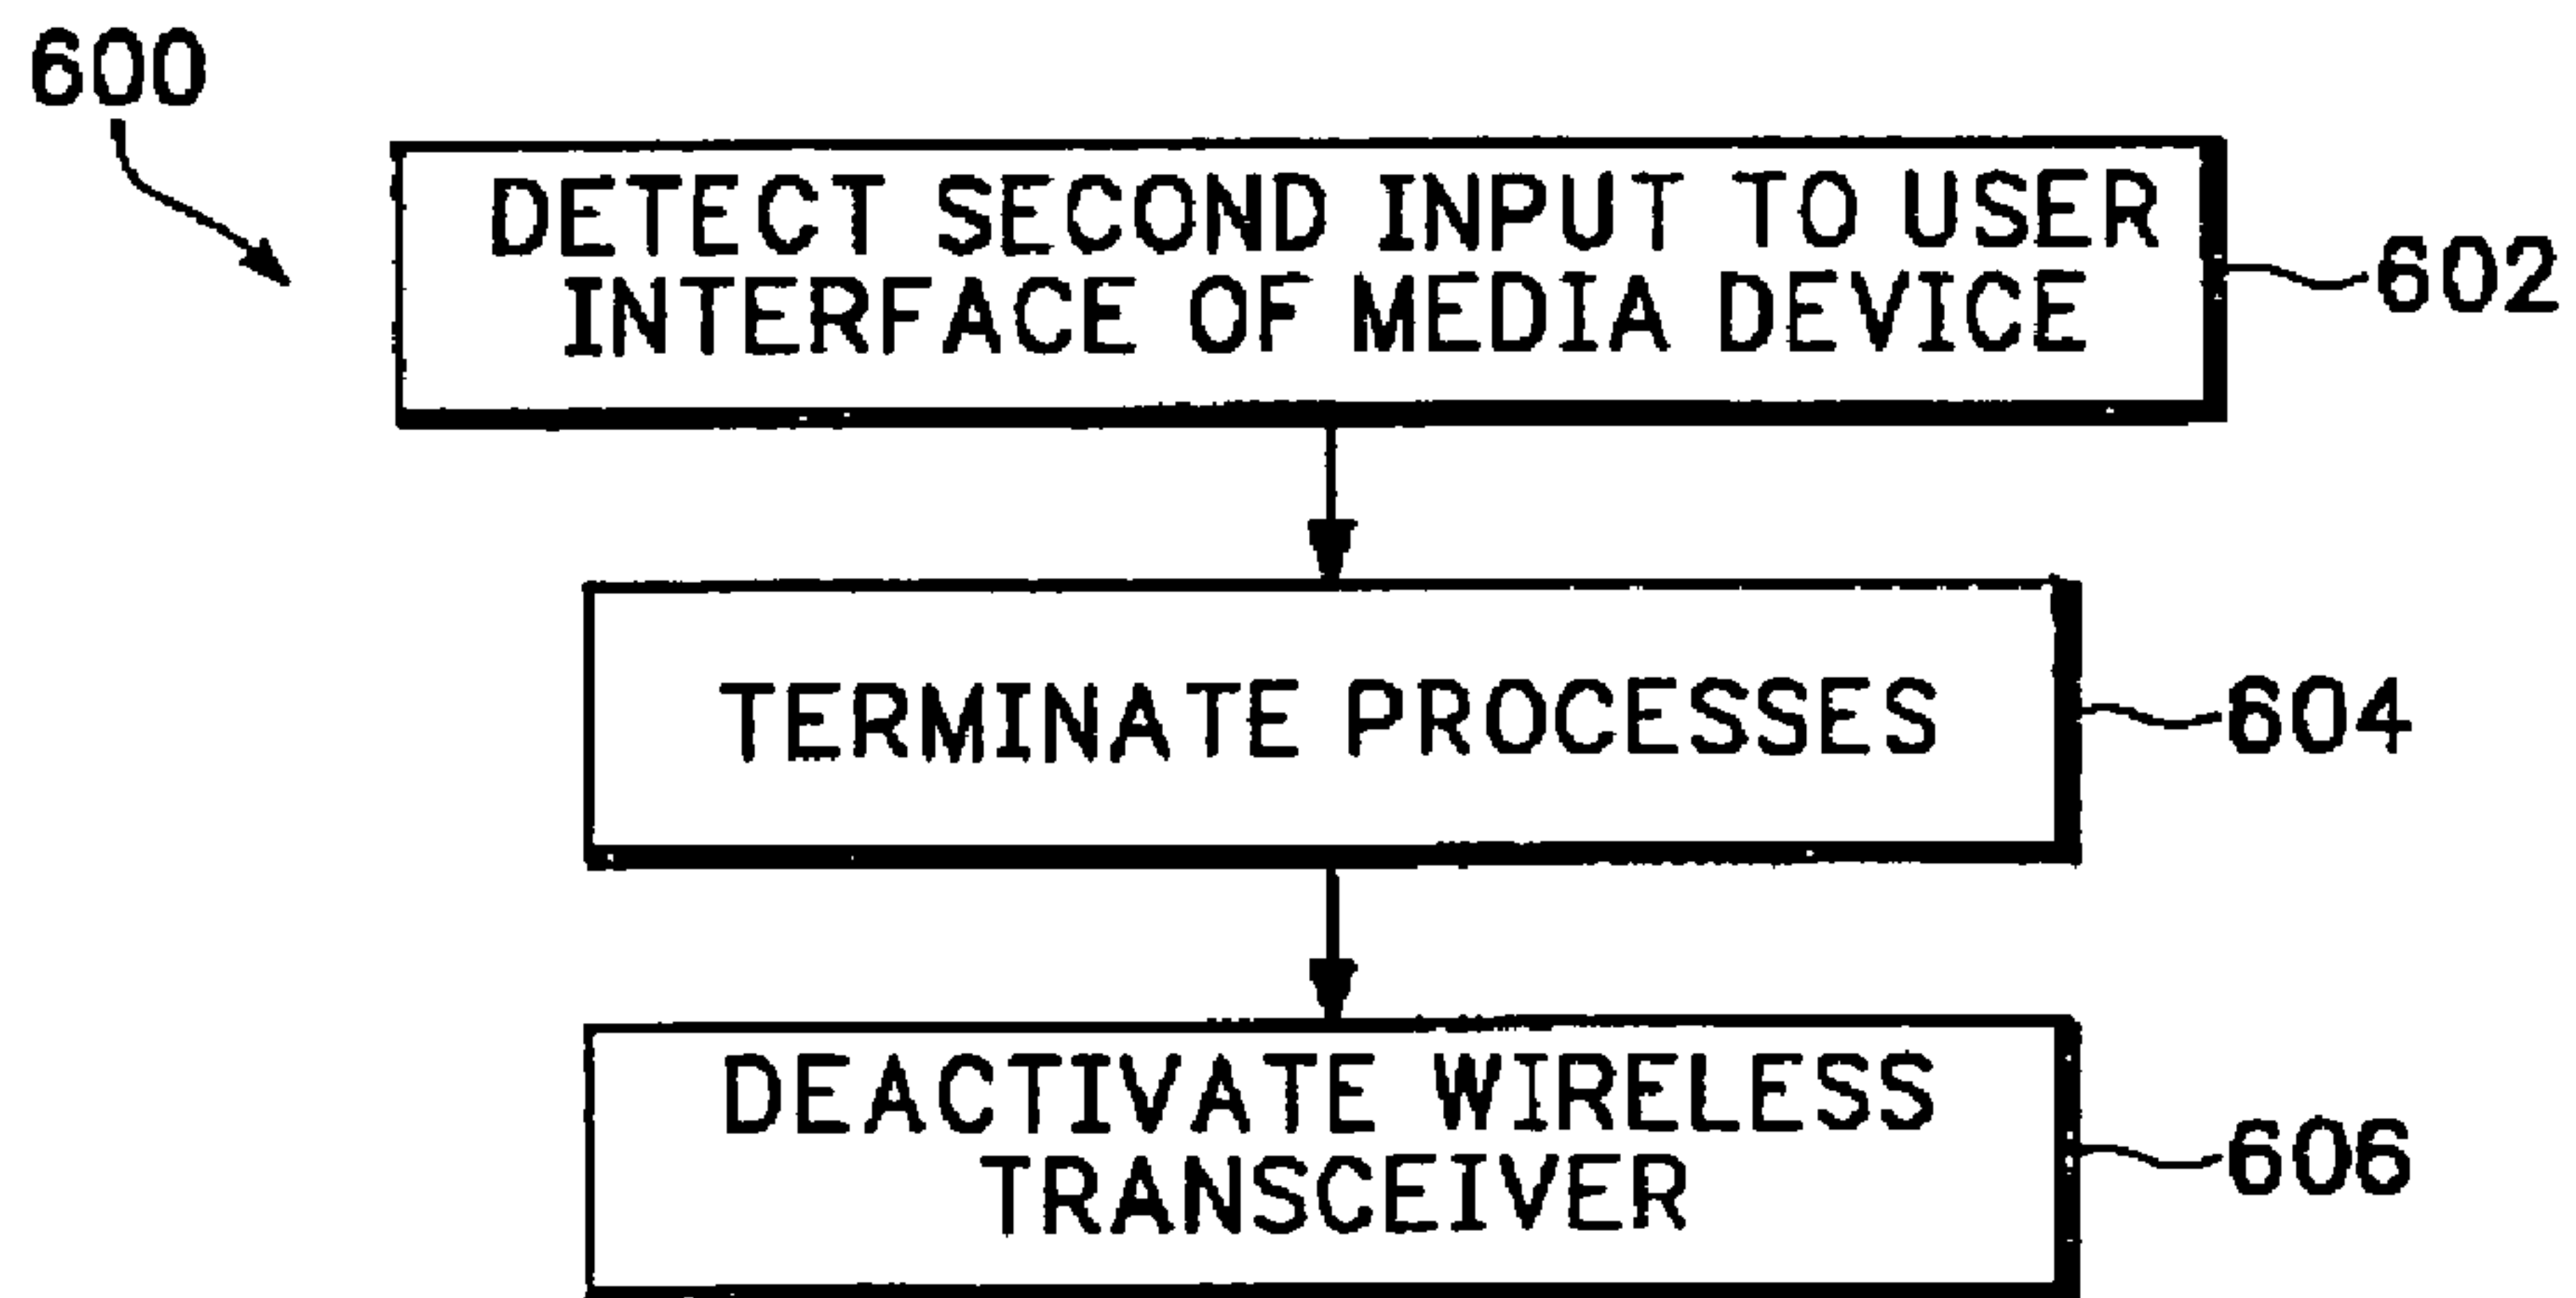 600
DETECT SECOND INPUT TO USER
INTERFACE OF MEDIA DEVICE
602
TERMINATE PROCESSES
604
DEACTIVATE WIRELESS
TRANSCEIVER
606